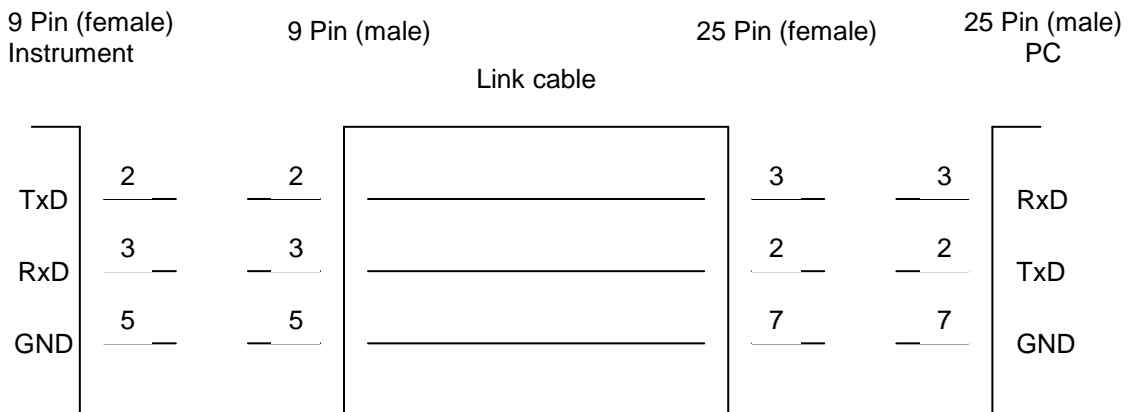 9 Pin (female)
Instrument
9 Pin (male)
25 Pin (female)
25 Pin (male)
PC
Link cable
TxD 2 2 3 3 RxD
RxD 3 3 2 2 TxD
GND 5 5 7 7 GND